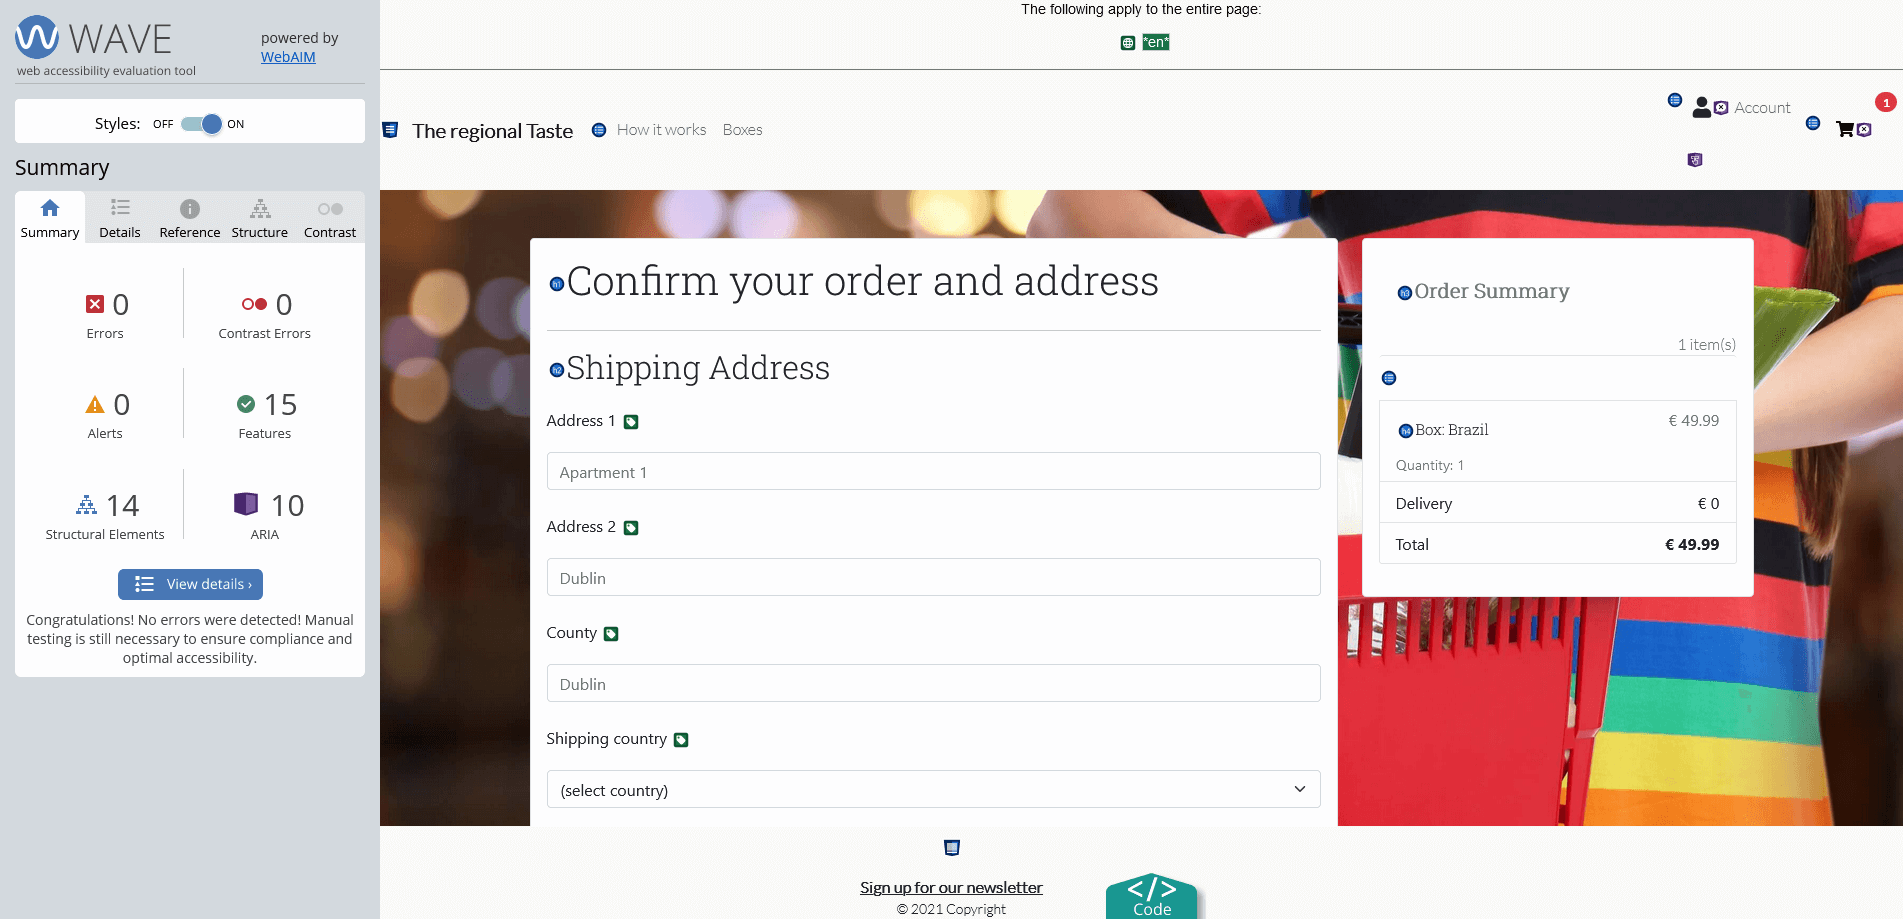 WAVE
web accessibility evaluation tool
powered by
WebAIM
Styles: OFF ON
Summary
Summary
Details
Reference
Structure
Contrast
0
Errors
0
Contrast Errors
0
Alerts
15
Features
14
Structural Elements
10
ARIA
View details ›
Congratulations! No errors were detected! Manual
testing is still necessary to ensure compliance and
optimal accessibility.
The following apply to the entire page:
*en*
The regional Taste
How it works
Boxes
Account
1
h1 Confirm your order and address
h2 Shipping Address
Address 1
Apartment 1
Address 2
Dublin
County
Dublin
Shipping country
(select country)
h3 Order Summary
1 item(s)
h4 Box: Brazil
€ 49.99
Quantity: 1
Delivery
€ 0
Total
€ 49.99
Sign up for our newsletter
© 2021 Copyright
</>
Code